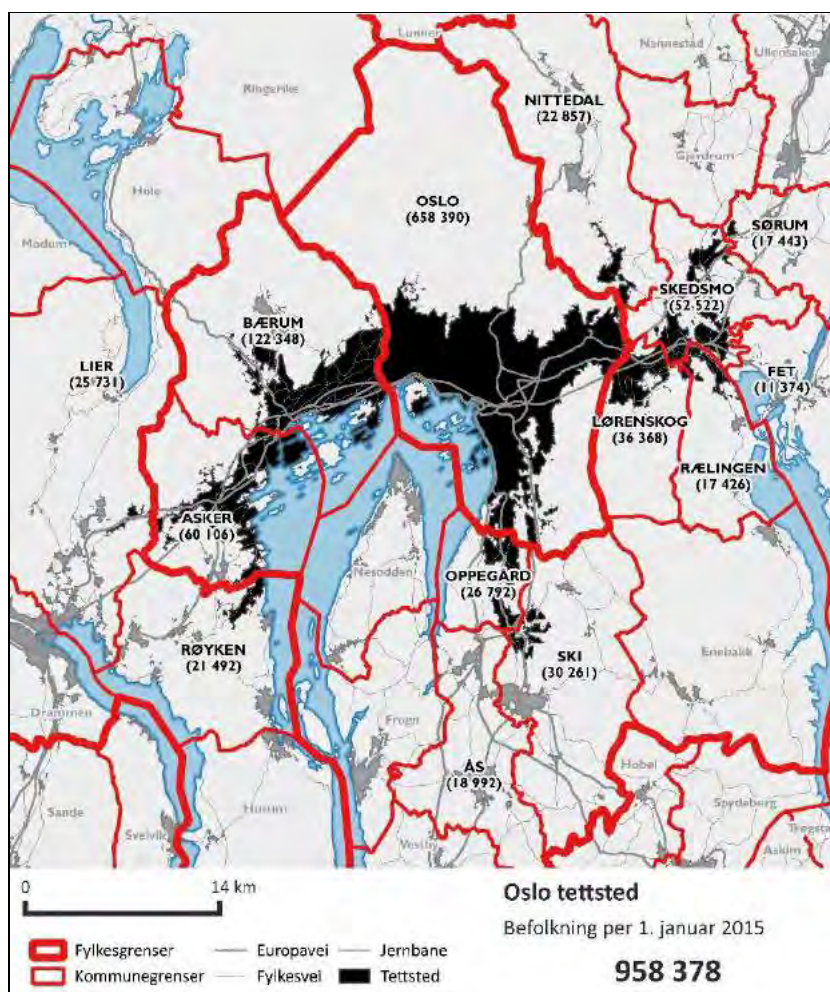 Lunner
Nannestad
Ullensaker
Ringerike
NITTEDAL
(22 857)
Gjerdrum
Hole
OSLO
(658 390)
SØRUM
(17 443)
Modum
SKEDSMO
(52 522)
BÆRUM
(122 348)
LIER
(25 731)
FET
(11 374)
LØRENSKOG
(36 368)
RÆLINGEN
(17 426)
ASKER
(60 106)
Nesodden
OPPEGÅRD
(26 792)
RØYKEN
(21 492)
SKI
(30 261)
Enebakk
Drammen
Frogn
ÅS
(18 992)
Hobøl
Sande
Svelvik
Hurum
Vestby
Spydeberg
Trøgsta
Askim
0 14 km
Oslo tettsted
Befolkning per 1. januar 2015
958 378
Fylkesgrenser Europavei Jernbane
Kommunegrenser Fylkesvei Tettsted